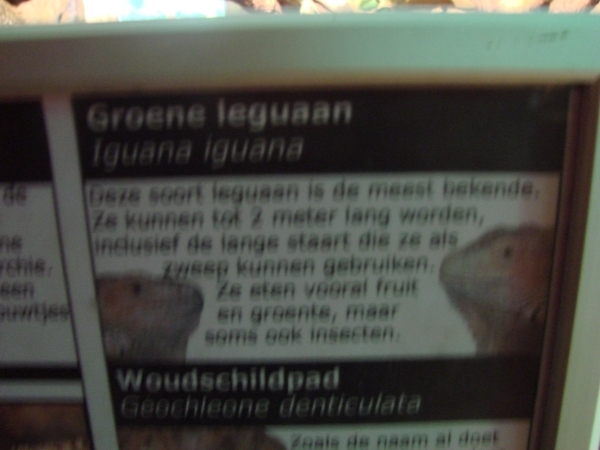 Groene leguaan
Iguana iguana
Deze soort leguaan is de meest bekende.
Ze kunnen tot 2 meter lang worden,
inclusief de lange staart die ze als
zweep kunnen gebruiken.
Ze eten vooral fruit
en groente, maar
soms ook insecten.
Woudschildpad
Geochleone denticulata
Zoals de naam al doet
de